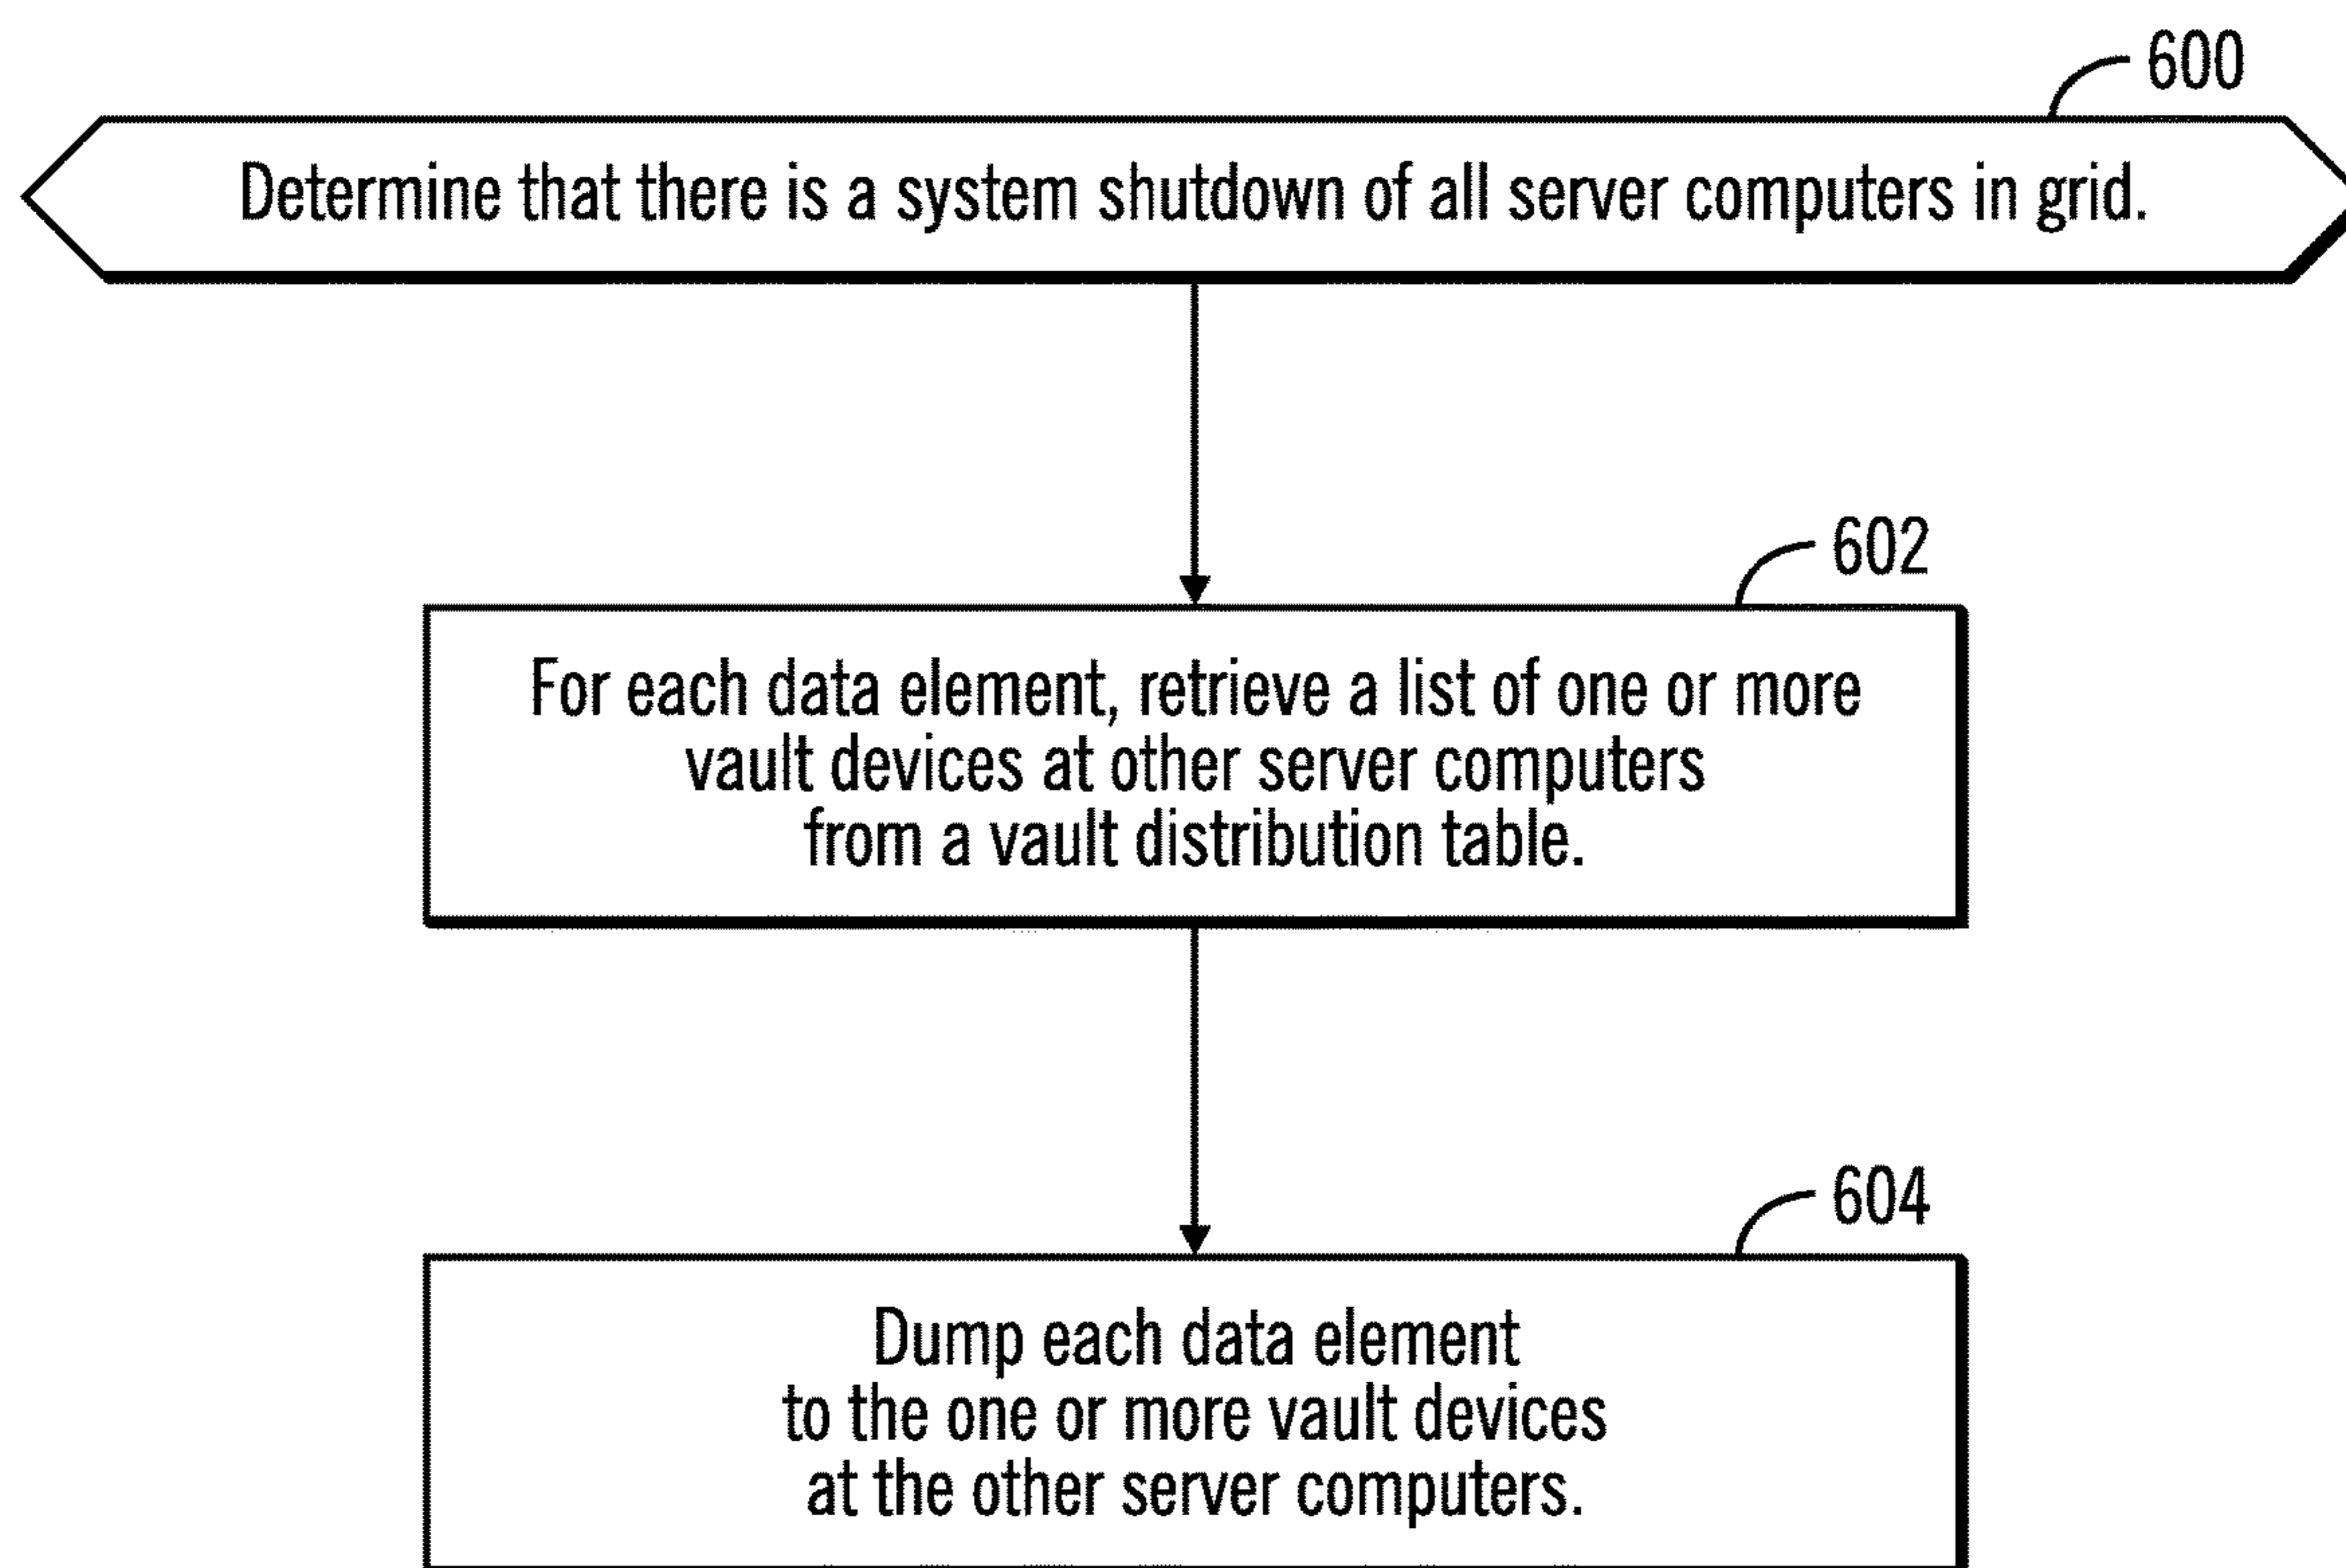 600
Determine that there is a system shutdown of all server computers in grid.
602
For each data element, retrieve a list of one or more
vault devices at other server computers
from a vault distribution table.
604
Dump each data element
to the one or more vault devices
at the other server computers.